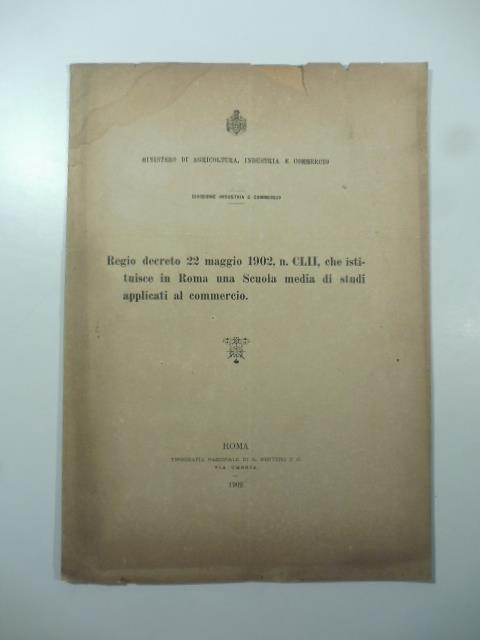 MINISTERO DI AGRICOLTURA, INDUSTRIA E COMMERCIO
DIVISIONE INDUSTRIA E COMMERCIO
Regio decreto 22 maggio 1902, n. CLII, che isti-
tuisce in Roma una Scuola media di studi
applicati al commercio.
ROMA
TIPOGRAFIA NAZIONALE DI G. BERTERO E C.
VIA UMBRIA
1902